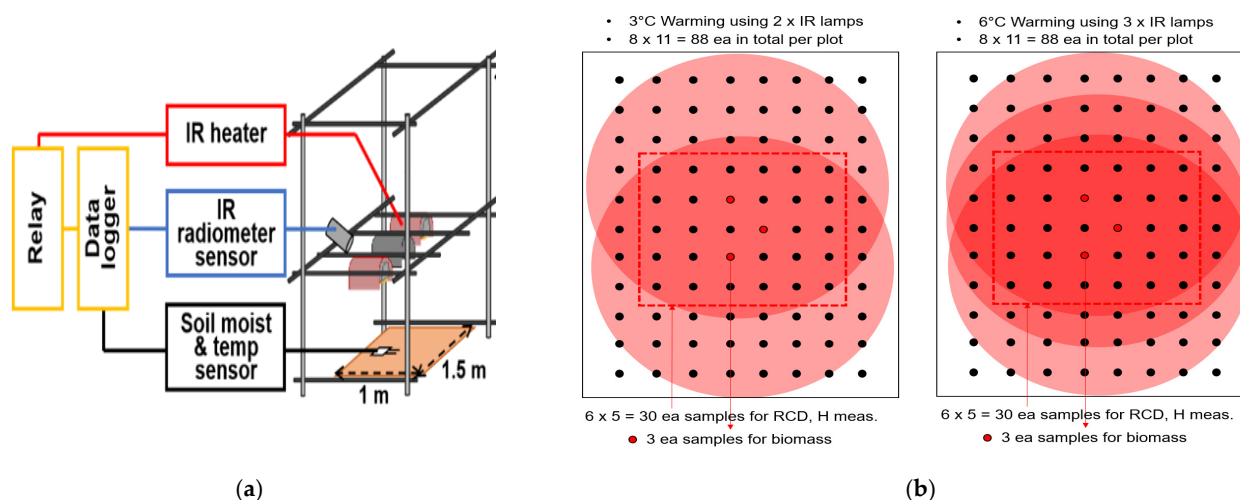 Relay
Data
logger
IR heater
IR
radiometer
sensor
Soil moist
& temp
sensor
1 m
1.5 m
(a)
• 3°C Warming using 2 x IR lamps
• 8 x 11 = 88 ea in total per plot
6 x 5 = 30 ea samples for RCD, H meas.
3 ea samples for biomass
• 6°C Warming using 3 x IR lamps
• 8 x 11 = 88 ea in total per plot
6 x 5 = 30 ea samples for RCD, H meas.
3 ea samples for biomass
(b)